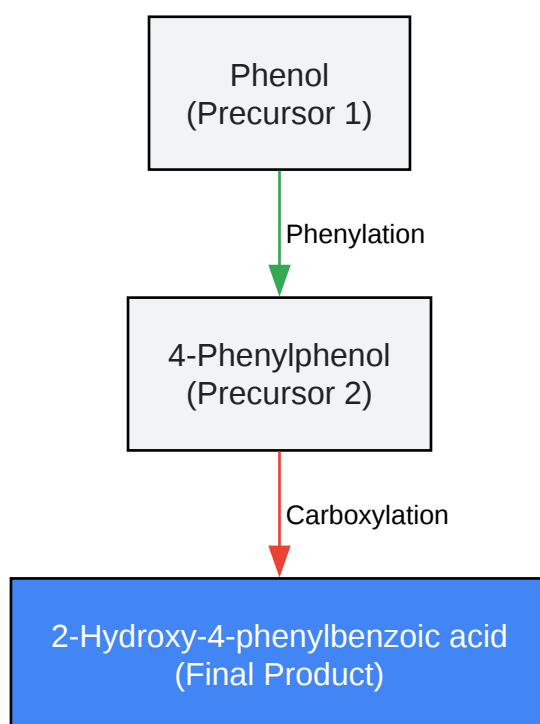 Phenol
(Precursor 1)
Phenylation
4-Phenylphenol
(Precursor 2)
Carboxylation
2-Hydroxy-4-phenylbenzoic acid
(Final Product)